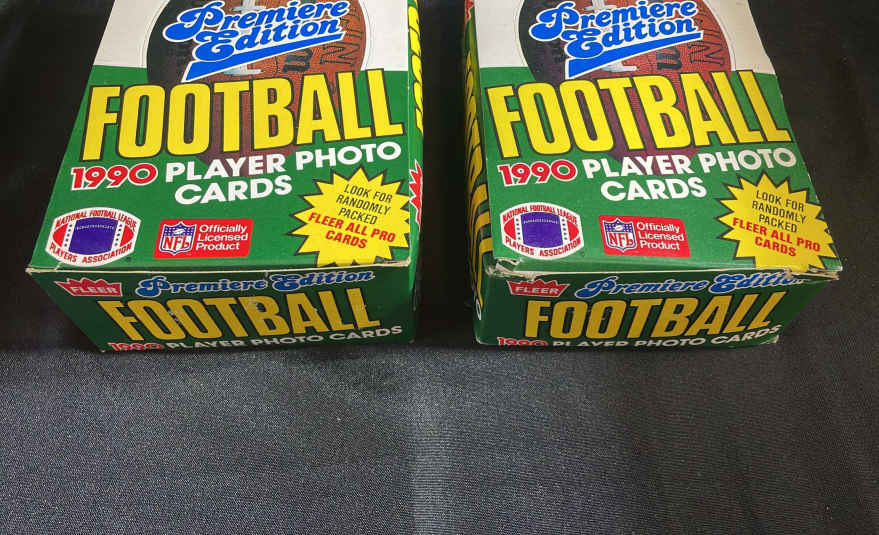 Premiere
Edition
FOOTBALL
1990 PLAYER PHOTO
CARDS
LOOK FOR
RANDOMLY
PACKED
FLEER ALL PRO
CARDS
NATIONAL FOOTBALL LEAGUE
PLAYERS ASSOCIATION
NFL
Officially
Licensed
Product
FLEER
Premiere Edition
FOOTBALL
1990 PLAYER PHOTO CARDS
Premiere
Edition
FOOTBALL
1990 PLAYER PHOTO
CARDS
LOOK FOR
RANDOMLY
PACKED
FLEER ALL PRO
CARDS
NATIONAL FOOTBALL LEAGUE
PLAYERS ASSOCIATION
NFL
Officially
Licensed
Product
FLEER
Premiere Edition
FOOTBALL
1990 PLAYER PHOTO CARDS